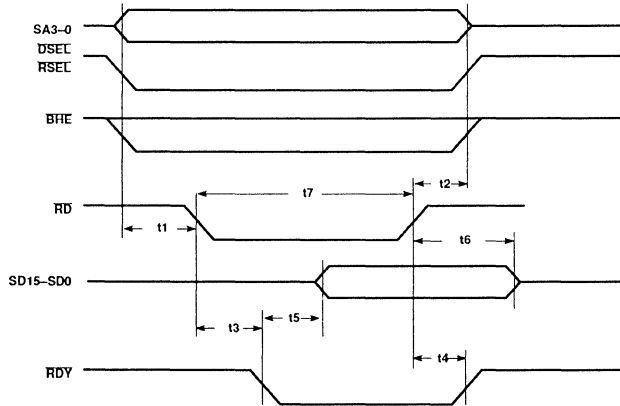 SA3–0
DSEL
RSEL
BHE
t7
t2
RD
t1
t6
SD15–SD0
t3
t5
RDY
t4